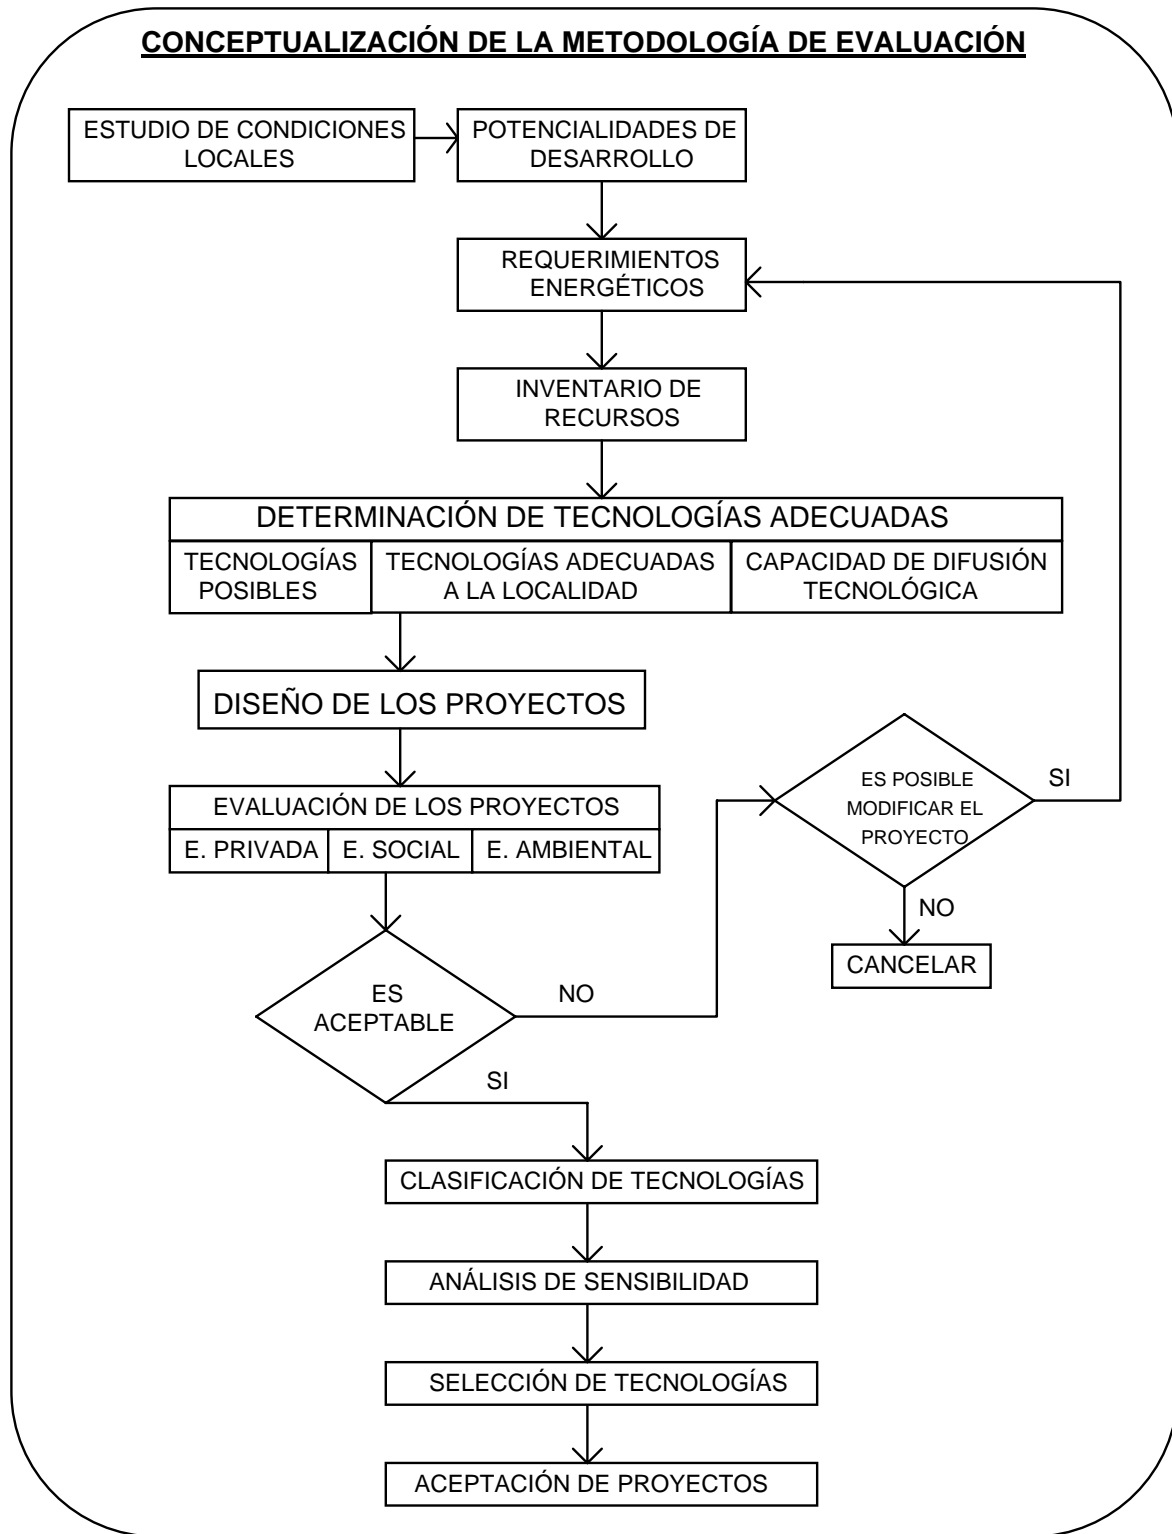 CONCEPTUALIZACIÓN DE LA METODOLOGÍA DE EVALUACIÓN
ESTUDIO DE CONDICIONES
LOCALES
POTENCIALIDADES DE
DESARROLLO
REQUERIMIENTOS
ENERGÉTICOS
INVENTARIO DE
RECURSOS
DETERMINACIÓN DE TECNOLOGÍAS ADECUADAS
TECNOLOGÍAS
POSIBLES
TECNOLOGÍAS ADECUADAS
A LA LOCALIDAD
CAPACIDAD DE DIFUSIÓN
TECNOLÓGICA
DISEÑO DE LOS PROYECTOS
EVALUACIÓN DE LOS PROYECTOS
E. PRIVADA
E. SOCIAL
E. AMBIENTAL
ES POSIBLE
MODIFICAR EL
PROYECTO
SI
NO
CANCELAR
ES
ACEPTABLE
NO
SI
CLASIFICACIÓN DE TECNOLOGÍAS
ANÁLISIS DE SENSIBILIDAD
SELECCIÓN DE TECNOLOGÍAS
ACEPTACIÓN DE PROYECTOS